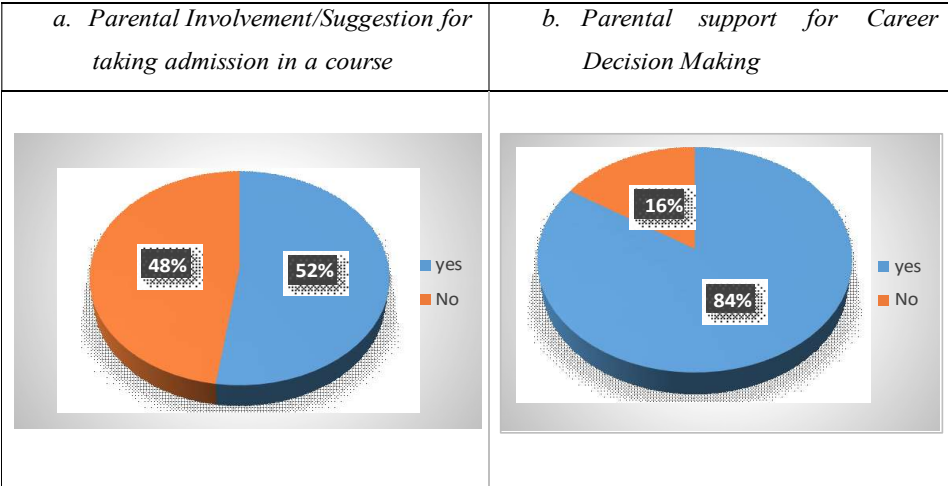 a. Parental Involvement/Suggestion for
taking admission in a course
b. Parental support for Career
Decision Making
48%
52%
yes
No
16%
84%
yes
No